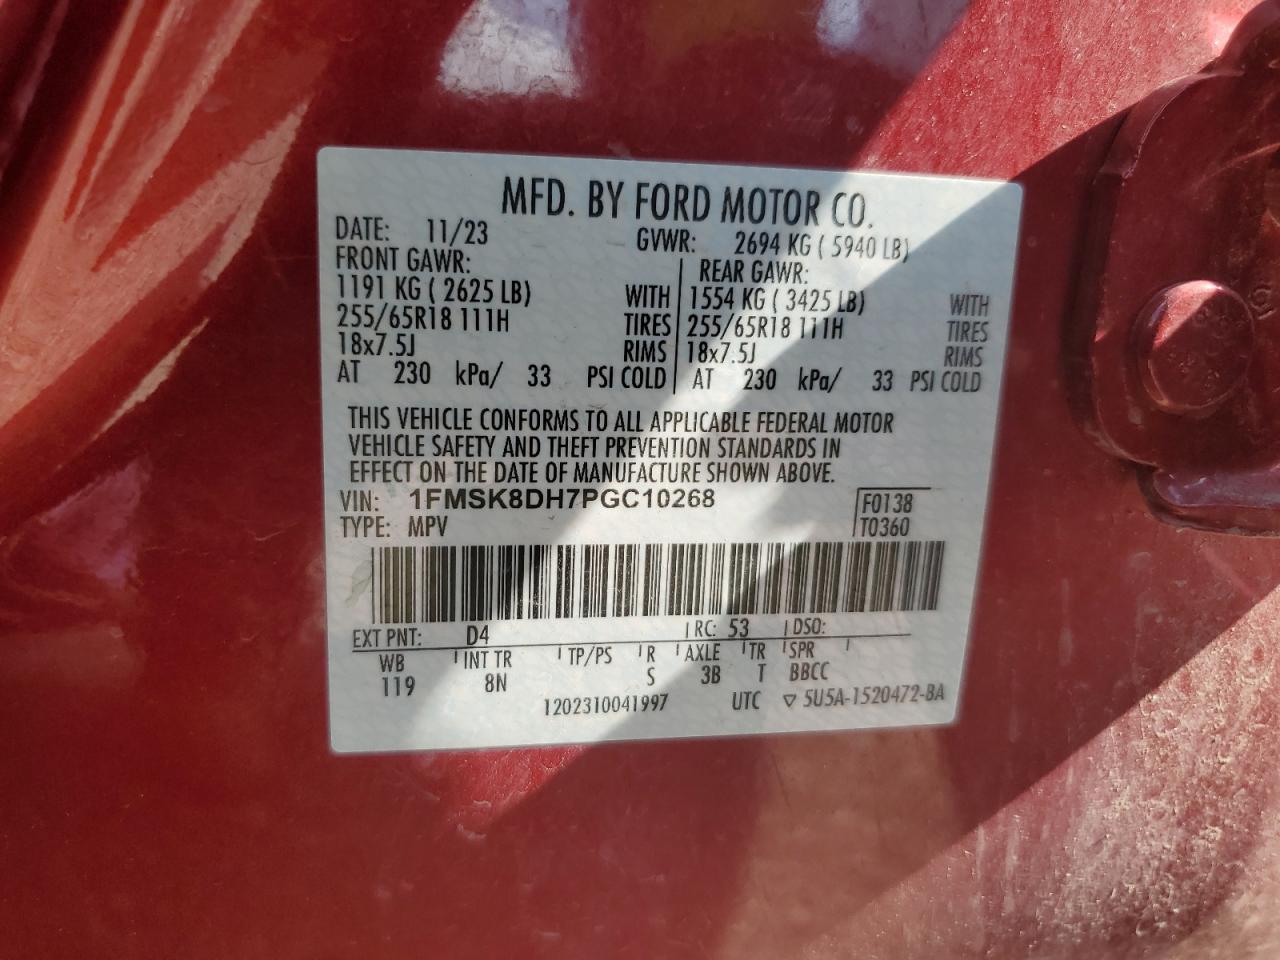 MFD. BY FORD MOTOR CO.
DATE: 11/23 GVWR: 2694 KG ( 5940 LB)
FRONT GAWR: REAR GAWR:
1191 KG ( 2625 LB) WITH 1554 KG ( 3425 LB) WITH
255/65R18 111H TIRES 255/65R18 111H TIRES
18x7.5J RIMS 18x7.5J RIMS
AT 230 kPa/ 33 PSI COLD AT 230 kPa/ 33 PSI COLD
THIS VEHICLE CONFORMS TO ALL APPLICABLE FEDERAL MOTOR
VEHICLE SAFETY AND THEFT PREVENTION STANDARDS IN
EFFECT ON THE DATE OF MANUFACTURE SHOWN ABOVE.
VIN: 1FMSK8DH7PGC10268 F0138
TYPE: MPV T0360
EXT PNT: D4 RC: 53 DSO:
WB INT TR TP/PS R AXLE TR SPR
119 8N S 3B T BBCC
1202310041997 UTC ▽ 5U5A-1520472-BA